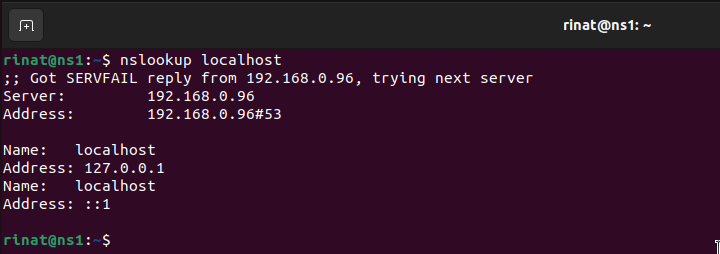 rinat@ns1: ~
rinat@ns1:~$ nslookup localhost
;; Got SERVFAIL reply from 192.168.0.96, trying next server
Server:         192.168.0.96
Address:        192.168.0.96#53
Name:   localhost
Address: 127.0.0.1
Name:   localhost
Address: ::1
rinat@ns1:~$